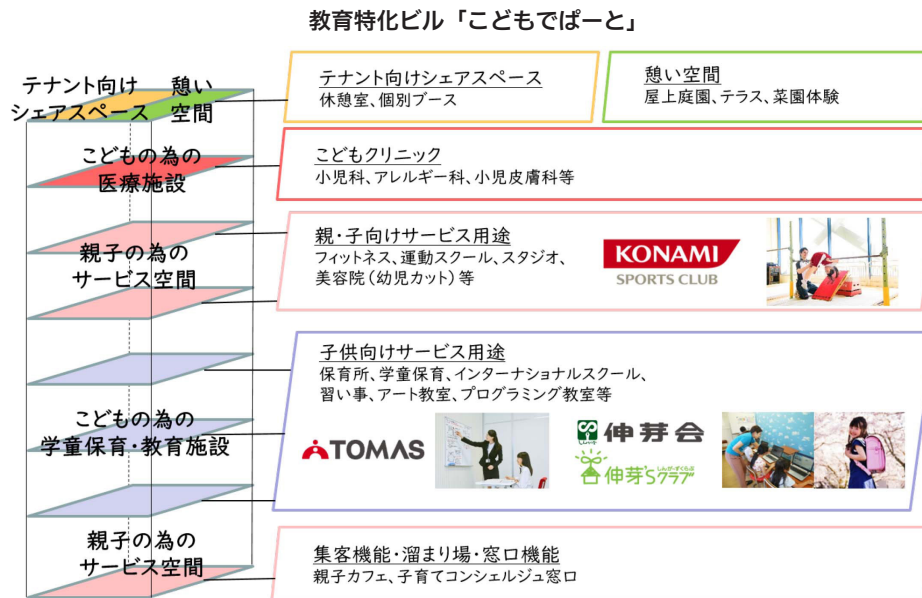 教育特化ビル「こどもでぱーと」
テナント向け
シェアスペース
憩い
空間
テナント向けシェアスペース
休憩室、個別ブース
憩い空間
屋上庭園、テラス、菜園体験
こどもの為の
医療施設
こどもクリニック
小児科、アレルギー科、小児皮膚科等
親子の為の
サービス空間
親・子向けサービス用途
フィットネス、運動スクール、スタジオ、
美容院(幼児カット)等
KONAMI
SPORTS CLUB
こどもの為の
学童保育・教育施設
子供向けサービス用途
保育所、学童保育、インターナショナルスクール、
習い事、アート教室、プログラミング教室等
TOMAS
しんが〜
伸芽会
伸芽'Sクラブ
しんが〜ずくらぶ
親子の為の
サービス空間
集客機能・溜まり場・窓口機能
親子カフェ、子育てコンシェルジュ窓口